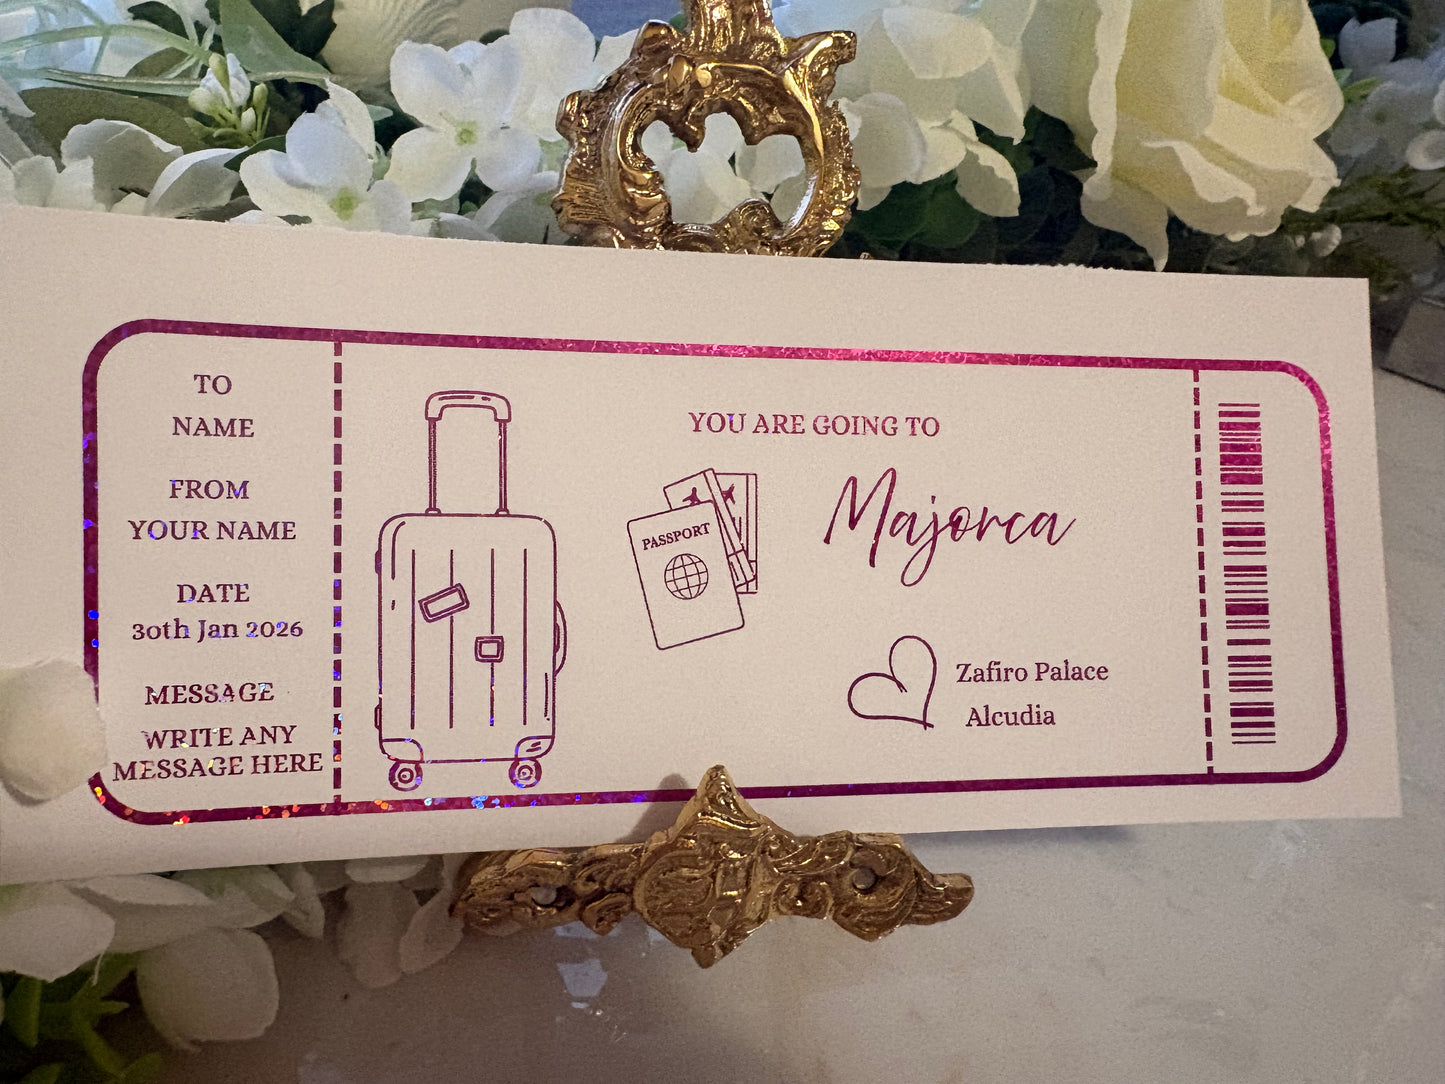 TO
NAME
FROM
YOUR NAME
DATE
30th Jan 2026
MESSAGE
WRITE ANY
MESSAGE HERE
YOU ARE GOING TO
PASSPORT
Majorca
Zafiro Palace
Alcudia